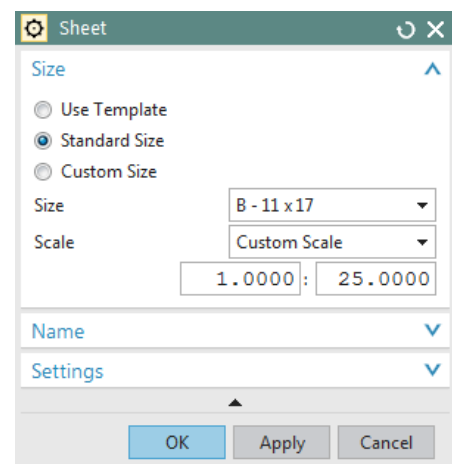 Sheet
Size
Use Template
Standard Size
Custom Size
Size B - 11 x 17
Scale Custom Scale
1.0000 : 25.0000
Name
Settings
OK Apply Cancel